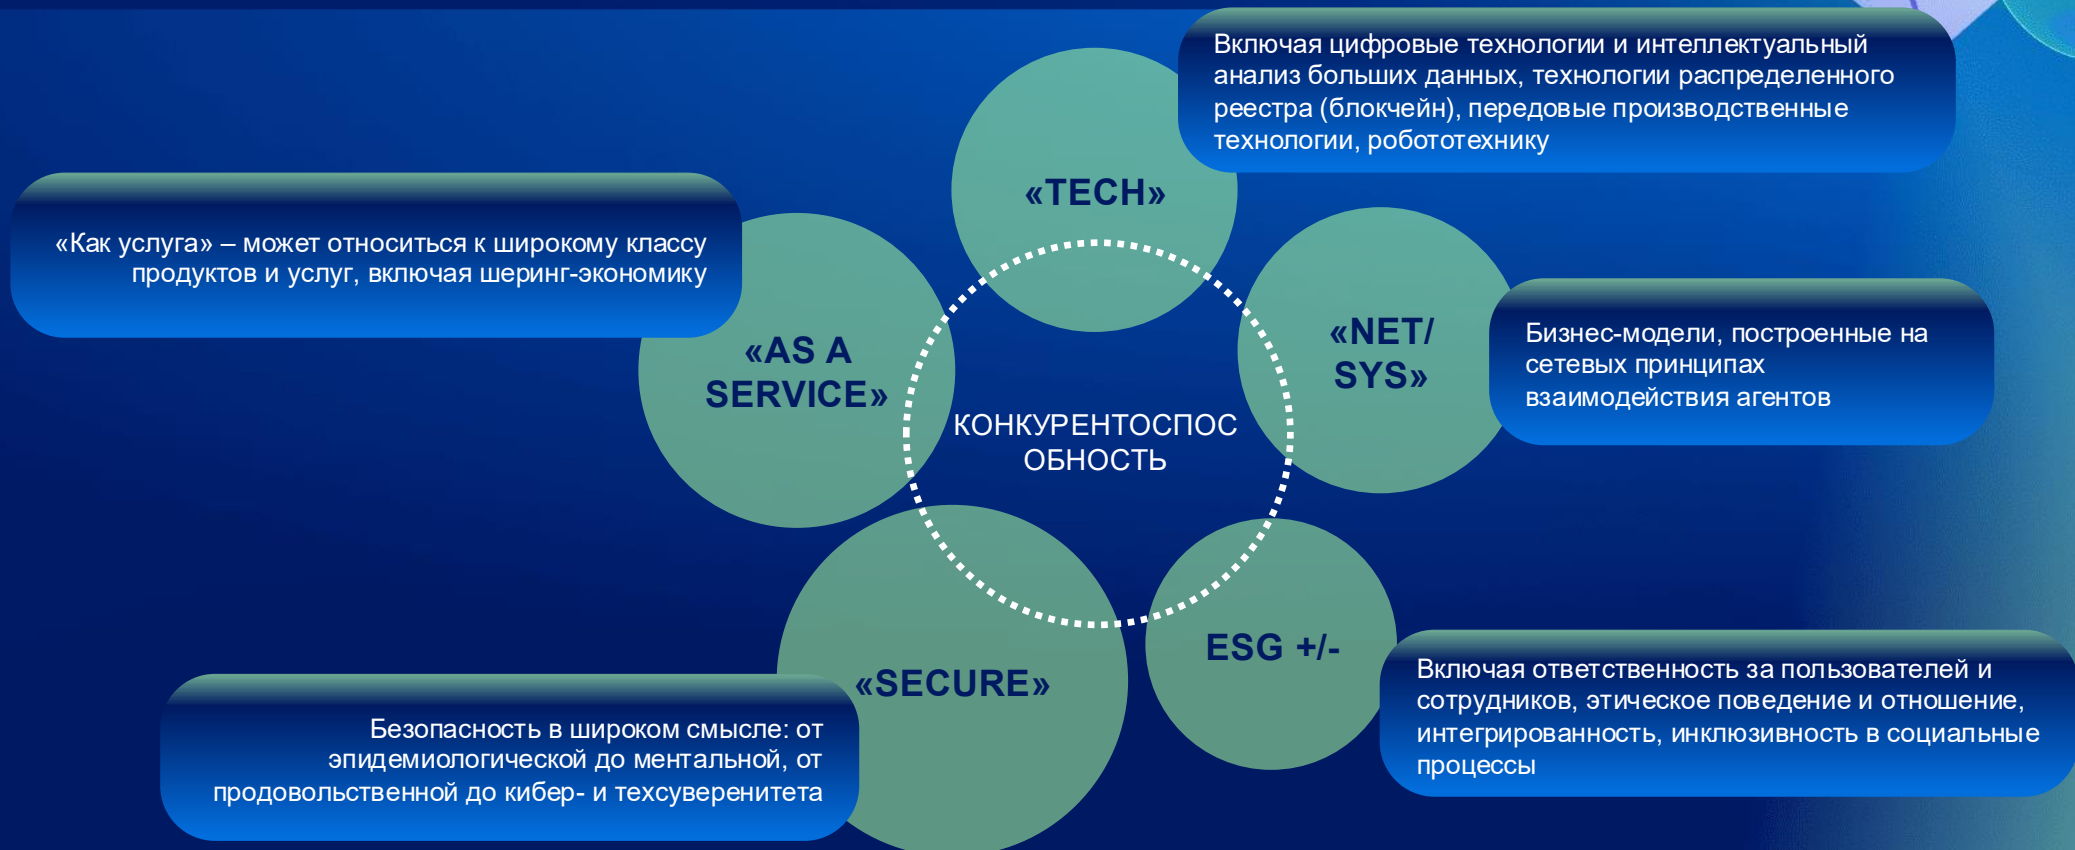 Включая цифровые технологии и интеллектуальный
анализ больших данных, технологии распределенного
реестра (блокчейн), передовые производственные
технологии, робототехнику
«TECH»
«Как услуга» – может относиться к широкому классу
продуктов и услуг, включая шеринг-экономику
«AS A
SERVICE»
«NET/
SYS»
Бизнес-модели, построенные на
сетевых принципах
взаимодействия агентов
КОНКУРЕНТОСПОС
ОБНОСТЬ
«SECURE»
Безопасность в широком смысле: от
эпидемиологической до ментальной, от
продовольственной до кибер- и техсуверенитета
ESG +/-
Включая ответственность за пользователей и
сотрудников, этическое поведение и отношение,
интегрированность, инклюзивность в социальные
процессы